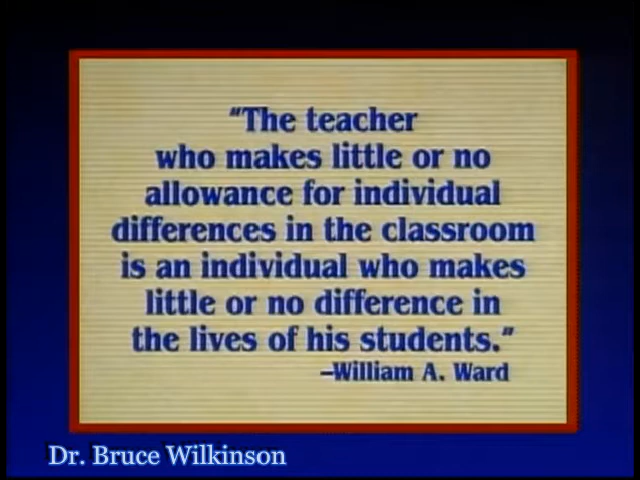 "The teacher
who makes little or no
allowance for individual
differences in the classroom
is an individual who makes
little or no difference in
the lives of his students."
–William A. Ward
Dr. Bruce Wilkinson